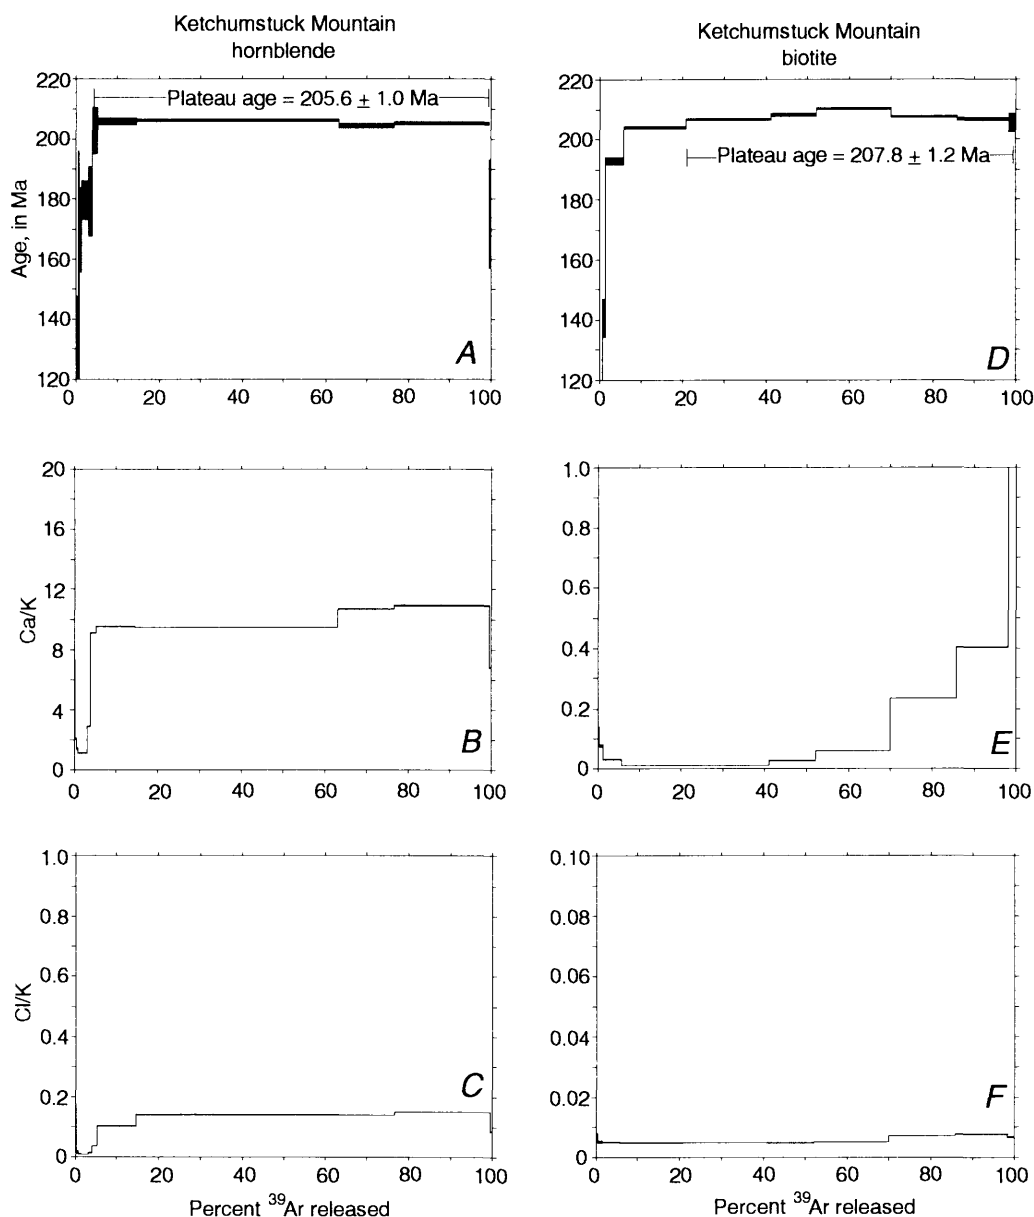 Ketchumstuck Mountain
hornblende
Ketchumstuck Mountain
biotite
220
200
180
160
140
120
Age, in Ma
Plateau age = 205.6 ± 1.0 Ma
A
0 20 40 60 80 100
220
200
180
160
140
120
Plateau age = 207.8 ± 1.2 Ma
D
0 20 40 60 80 100
20
16
12
8
4
0
Ca/K
B
0 20 40 60 80 100
1.0
0.8
0.6
0.4
0.2
0
E
0 20 40 60 80 100
1.0
0.8
0.6
0.4
0.2
0
Cl/K
C
0 20 40 60 80 100
Percent ³⁹Ar released
0.10
0.08
0.06
0.04
0.02
0
F
0 20 40 60 80 100
Percent ³⁹Ar released